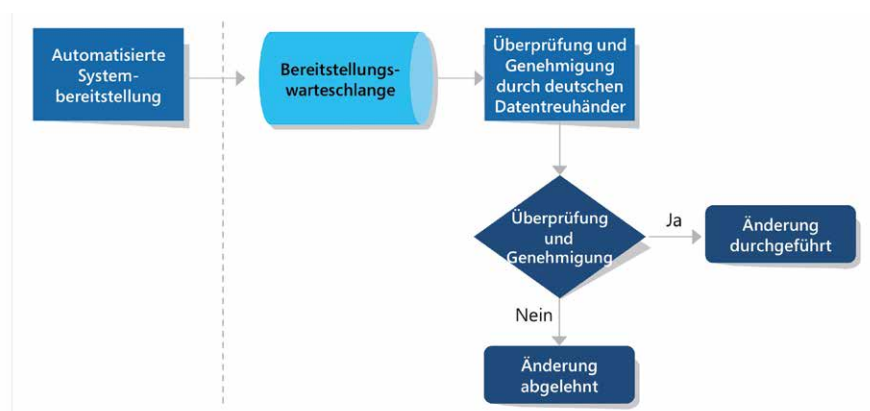 Automatisierte
System-
bereitstellung
Bereitstellungs-
warteschlange
Überprüfung und
Genehmigung
durch deutschen
Datentreuhänder
Überprüfung
und
Genehmigung
Ja
Änderung
durchgeführt
Nein
Änderung
abgelehnt